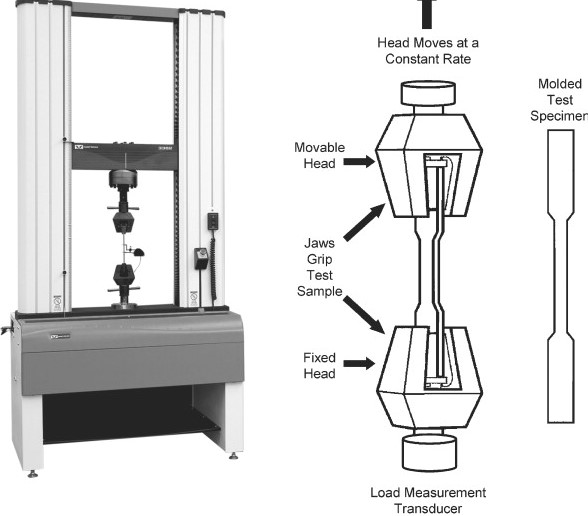 Head Moves at a
Constant Rate
Molded
Test
Specimen
Movable
Head
Jaws
Grip
Test
Sample
Fixed
Head
Load Measurement
Transducer